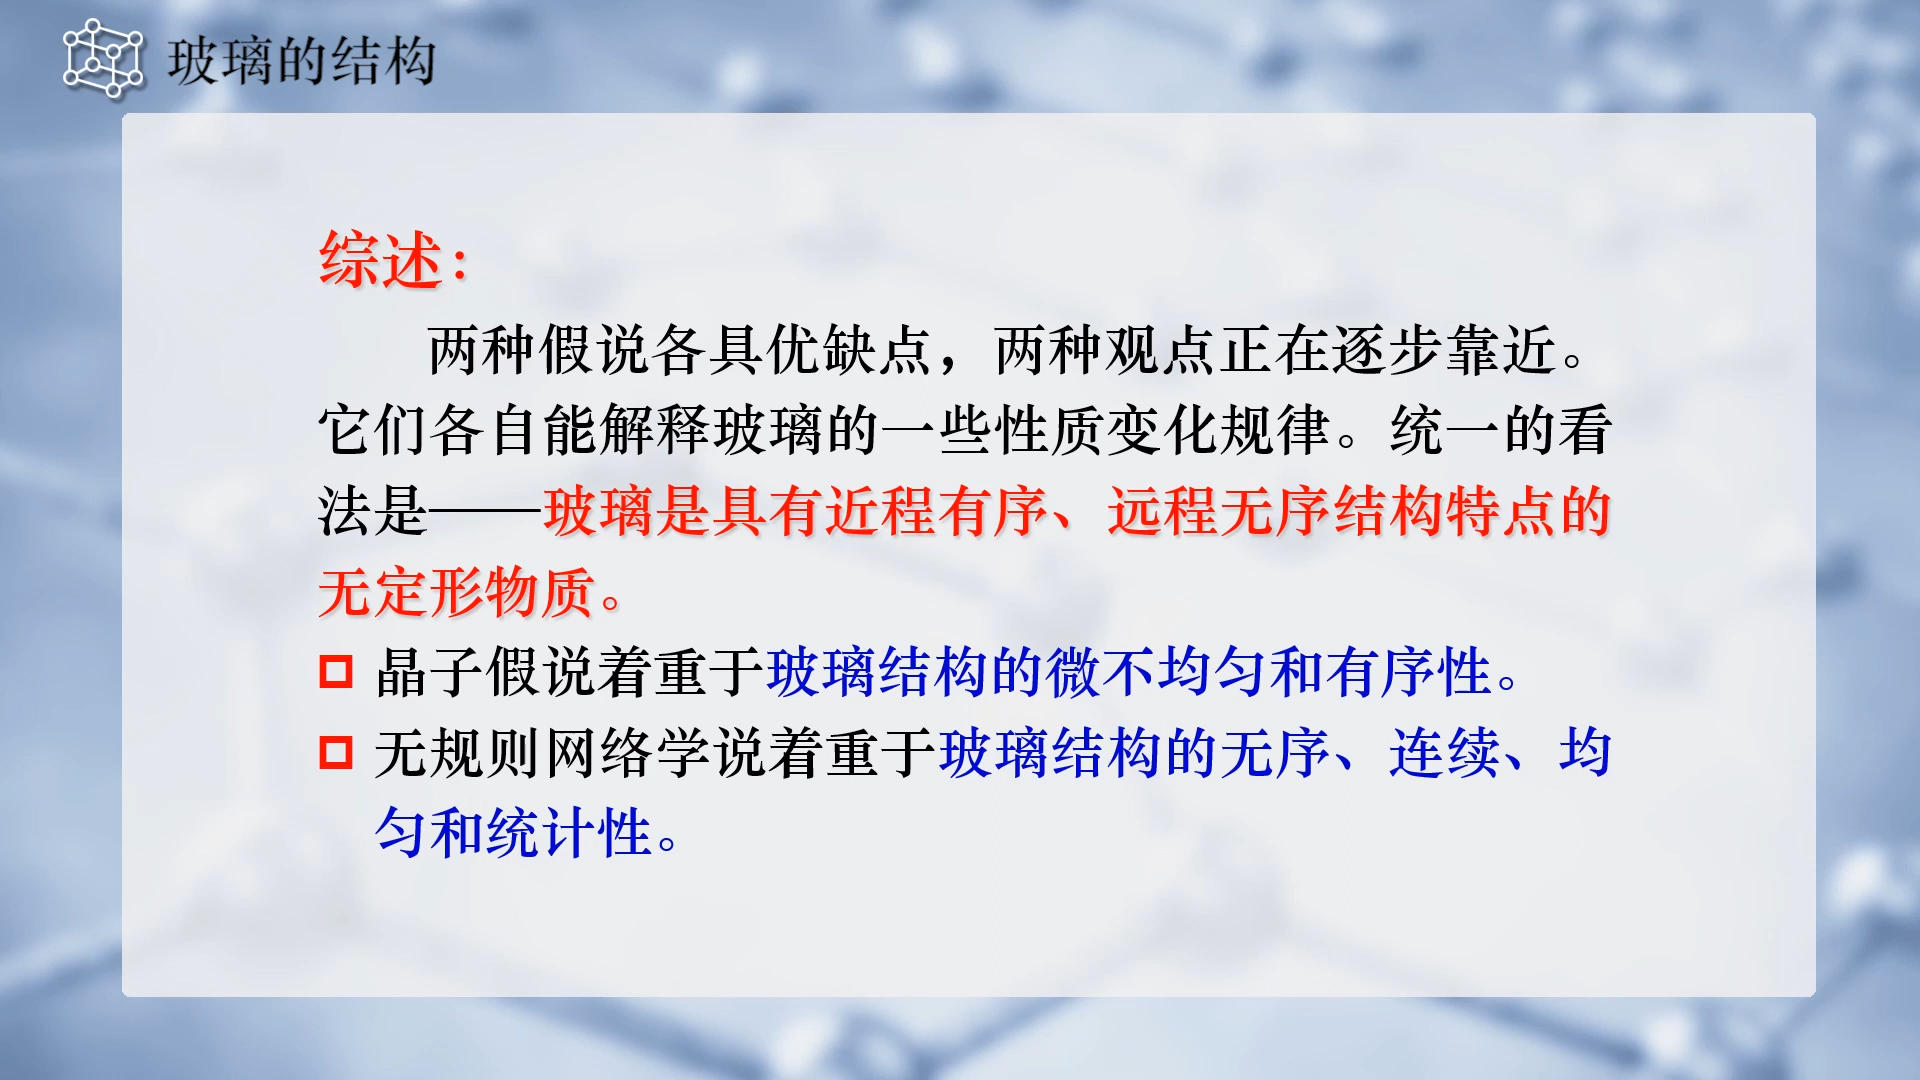 玻璃的结构
综述：
两种假说各具优缺点，两种观点正在逐步靠近。
它们各自能解释玻璃的一些性质变化规律。统一的看
法是——玻璃是具有近程有序、远程无序结构特点的
无定形物质。
晶子假说着重于玻璃结构的微不均匀和有序性。
无规则网络学说着重于玻璃结构的无序、连续、均
匀和统计性。